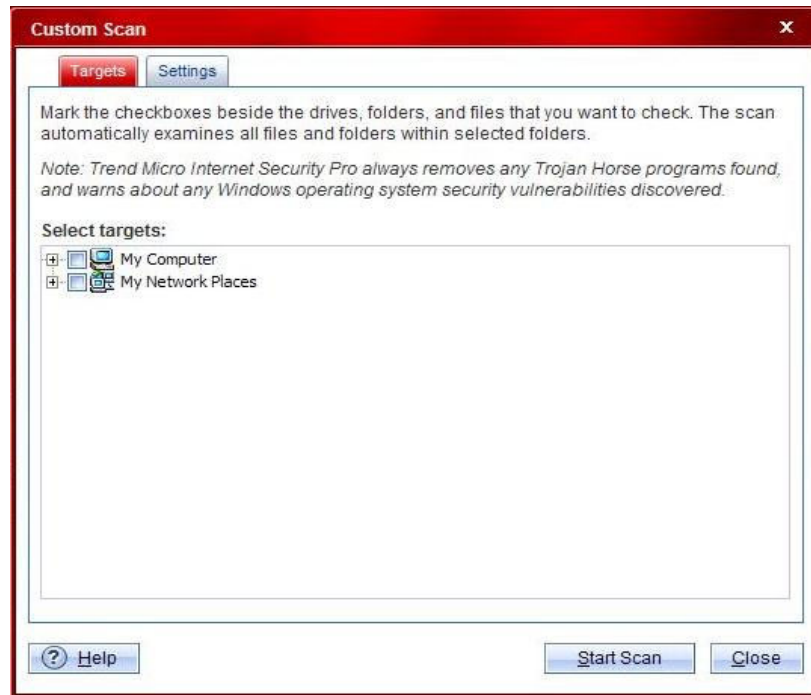 Custom Scan
x
Targets
Settings
Mark the checkboxes beside the drives, folders, and files that you want to check. The scan
automatically examines all files and folders within selected folders.
Note: Trend Micro Internet Security Pro always removes any Trojan Horse programs found,
and warns about any Windows operating system security vulnerabilities discovered.
Select targets:
My Computer
My Network Places
? Help
Start Scan
Close